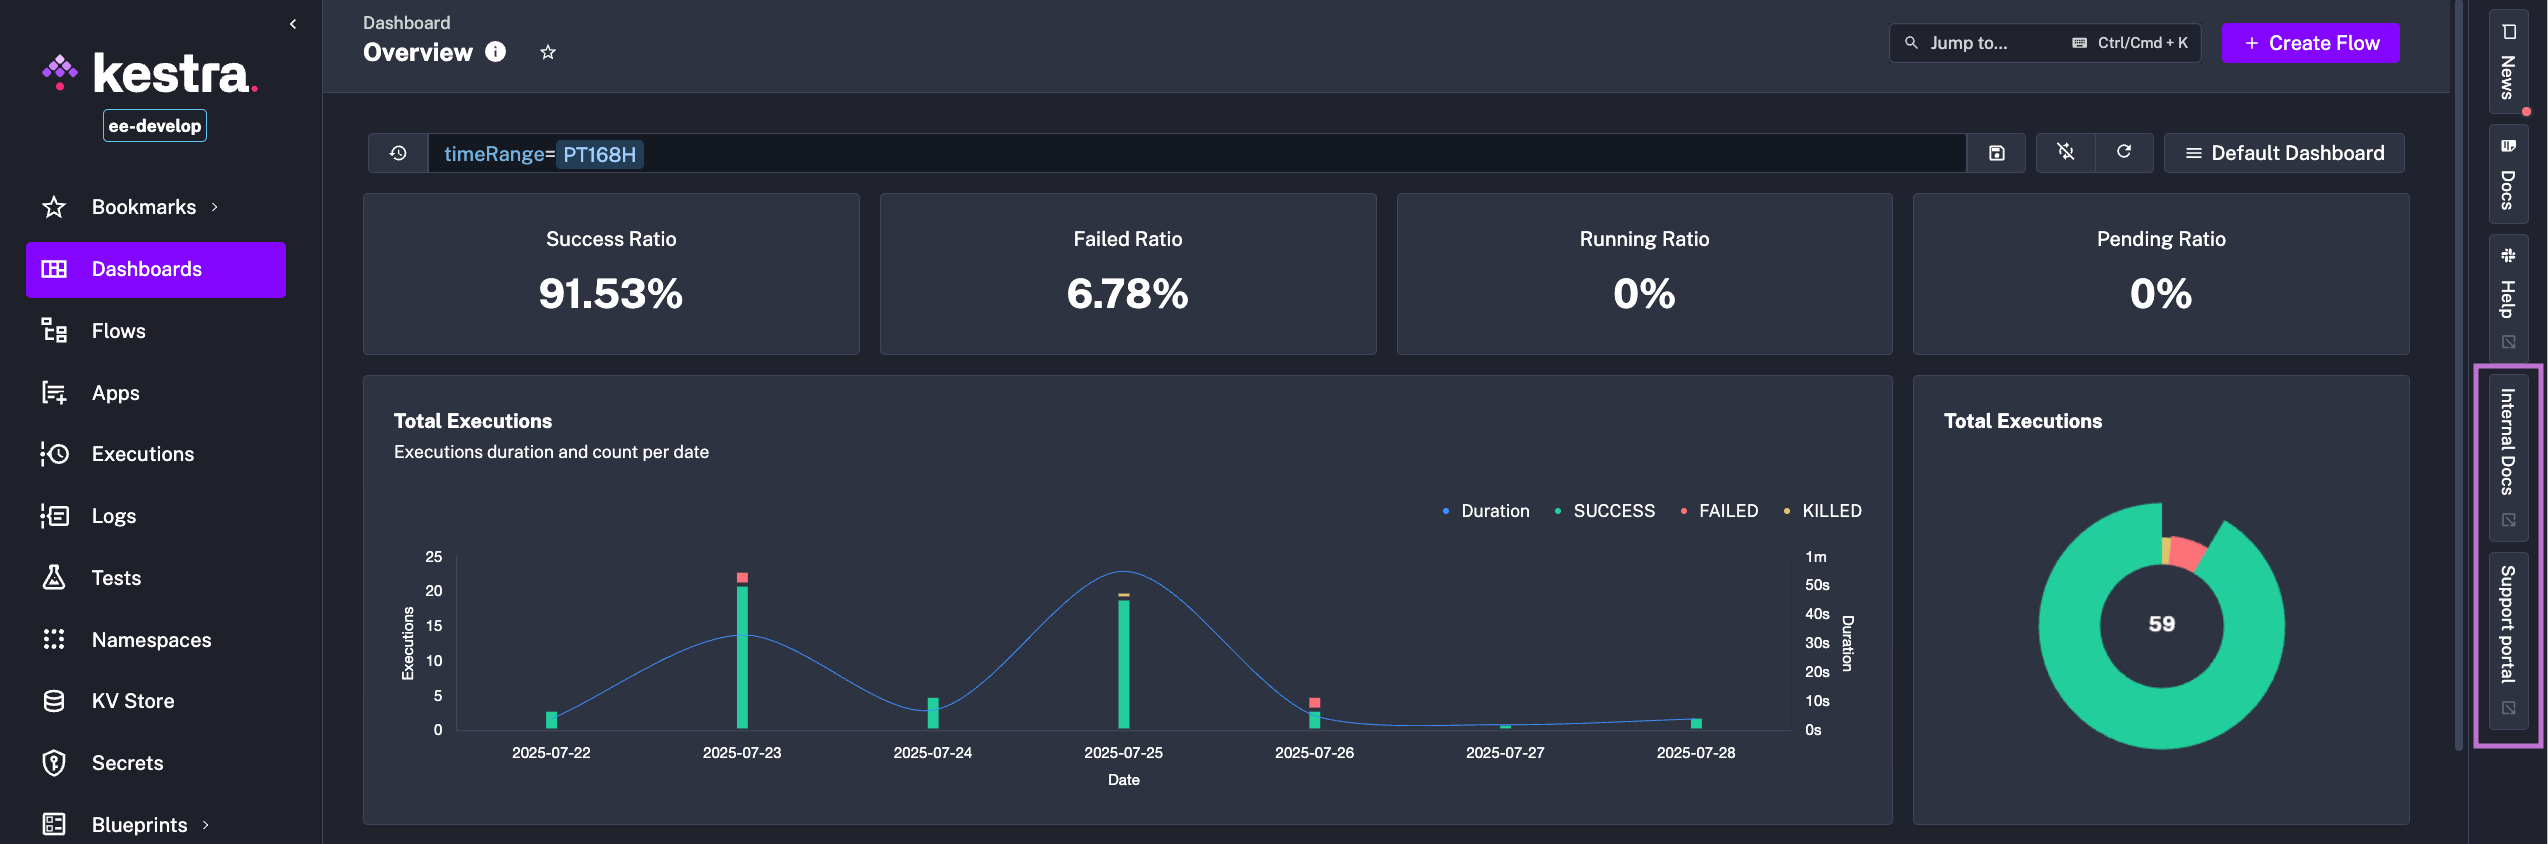 kestra.
ee-develop
Bookmarks
Dashboards
Flows
Apps
Executions
Logs
Tests
Namespaces
KV Store
Secrets
Blueprints
Dashboard
Overview
Jump to...
Ctrl/Cmd + K
+ Create Flow
timeRange=PT168H
Default Dashboard
Success Ratio
91.53%
Failed Ratio
6.78%
Running Ratio
0%
Pending Ratio
0%
Total Executions
Executions duration and count per date
Duration
SUCCESS
FAILED
KILLED
25
20
15
10
5
0
Executions
1m
50s
40s
30s
20s
10s
0s
Duration
2025-07-22
2025-07-23
2025-07-24
2025-07-25
2025-07-26
2025-07-27
2025-07-28
Date
Total Executions
59
News
Docs
Help
Internal Docs
Support portal